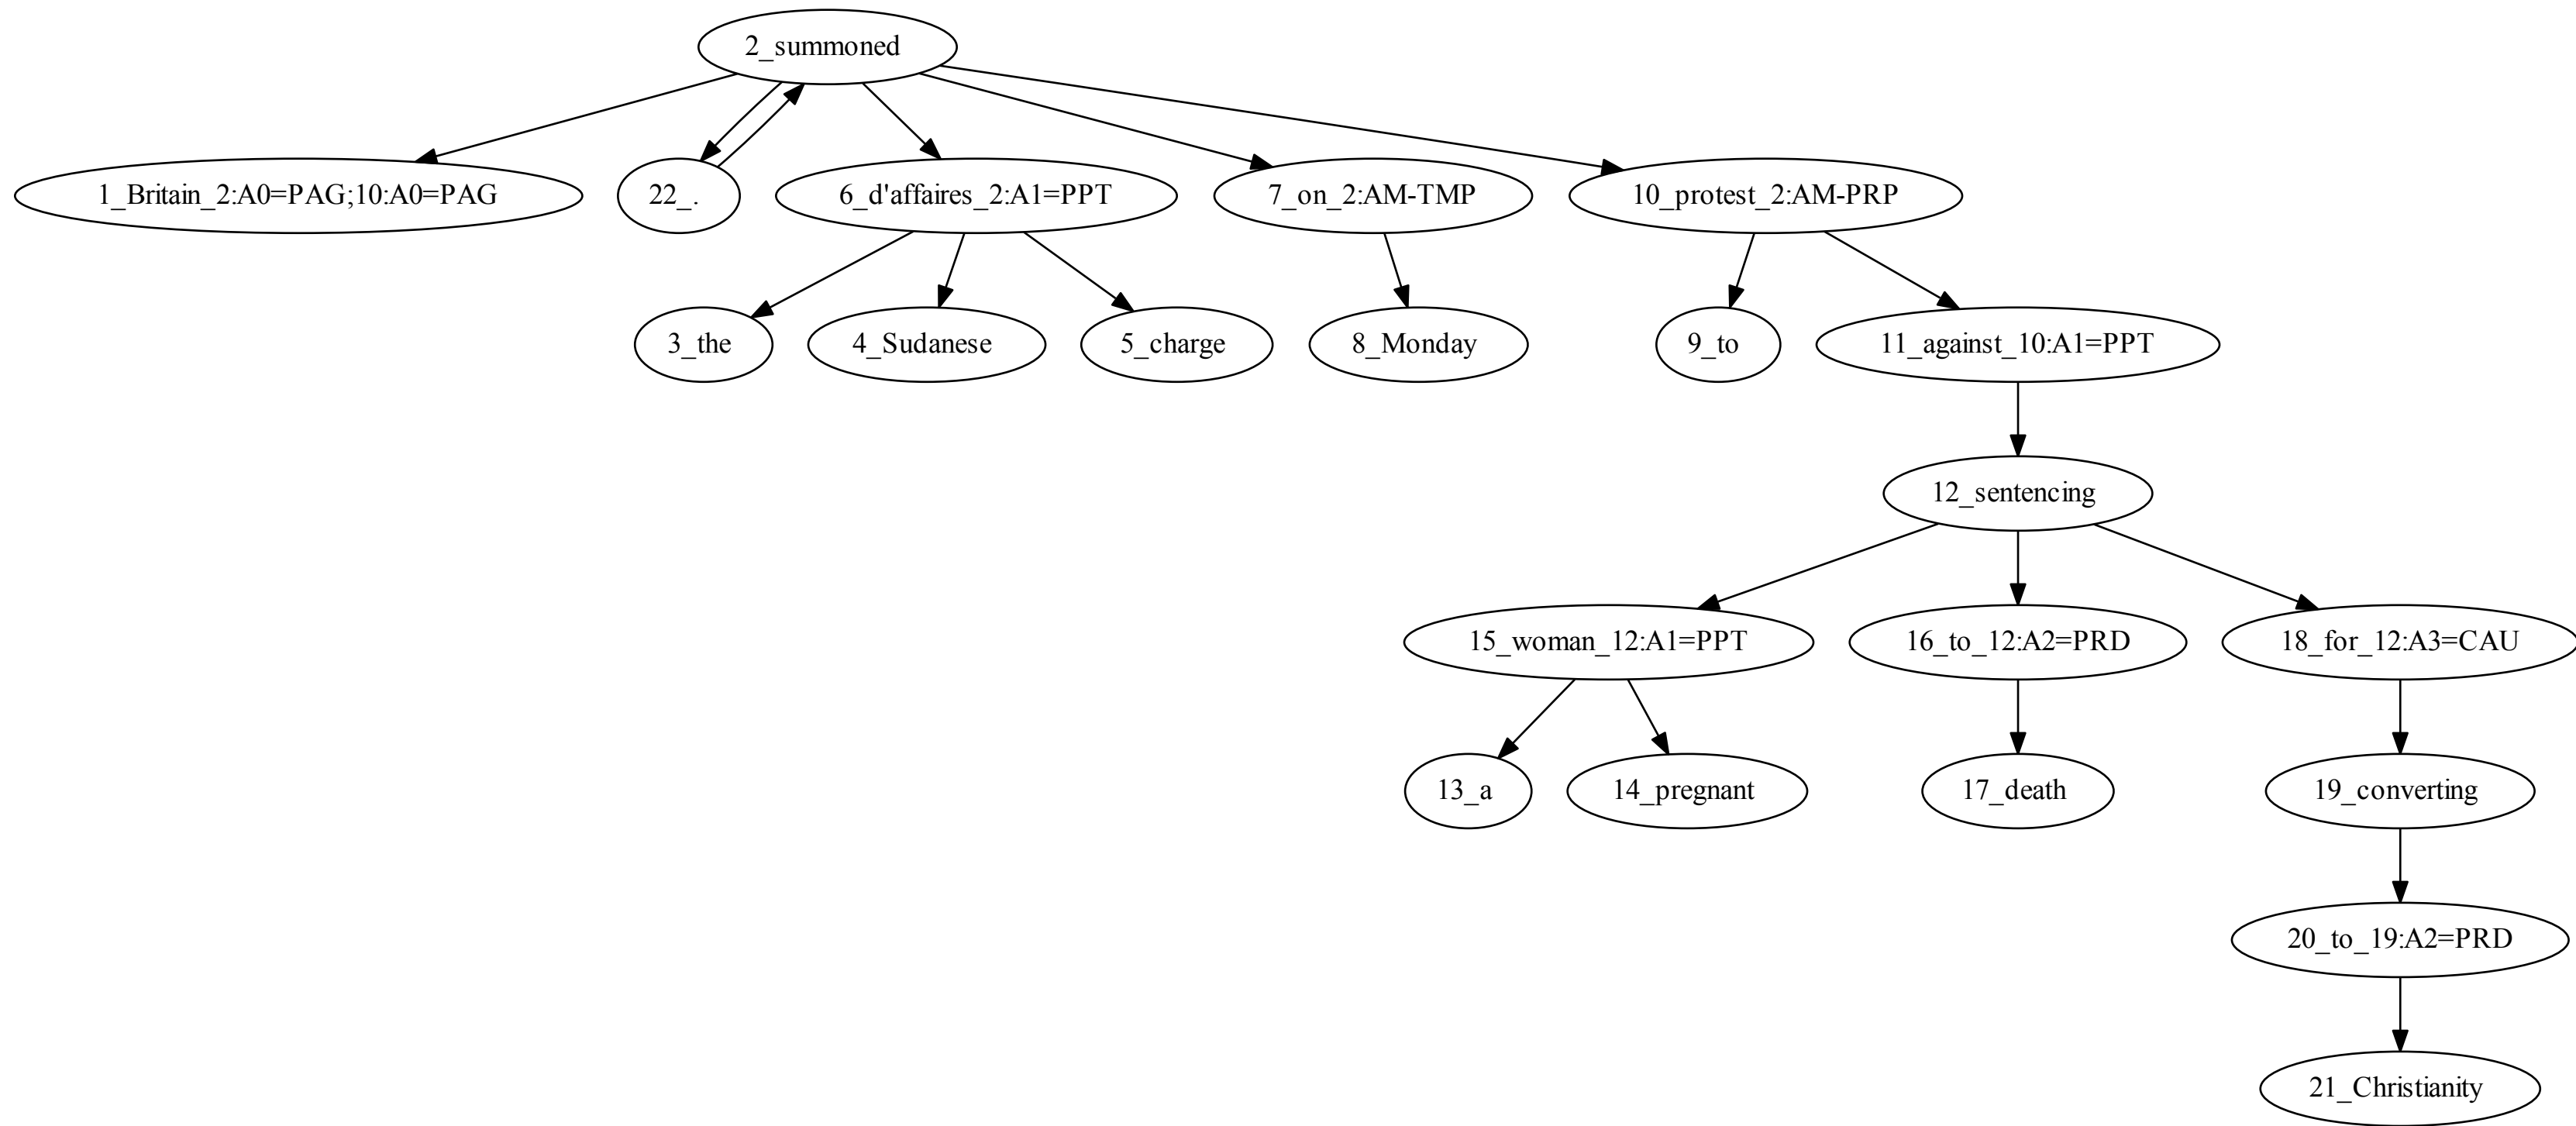 2_summoned
1_Britain_2:A0=PAG;10:A0=PAG
22_.
6_d'affaires_2:A1=PPT
7_on_2:AM-TMP
10_protest_2:AM-PRP
3_the
4_Sudanese
5_charge
8_Monday
9_to
11_against_10:A1=PPT
12_sentencing
15_woman_12:A1=PPT
16_to_12:A2=PRD
18_for_12:A3=CAU
13_a
14_pregnant
17_death
19_converting
20_to_19:A2=PRD
21_Christianity